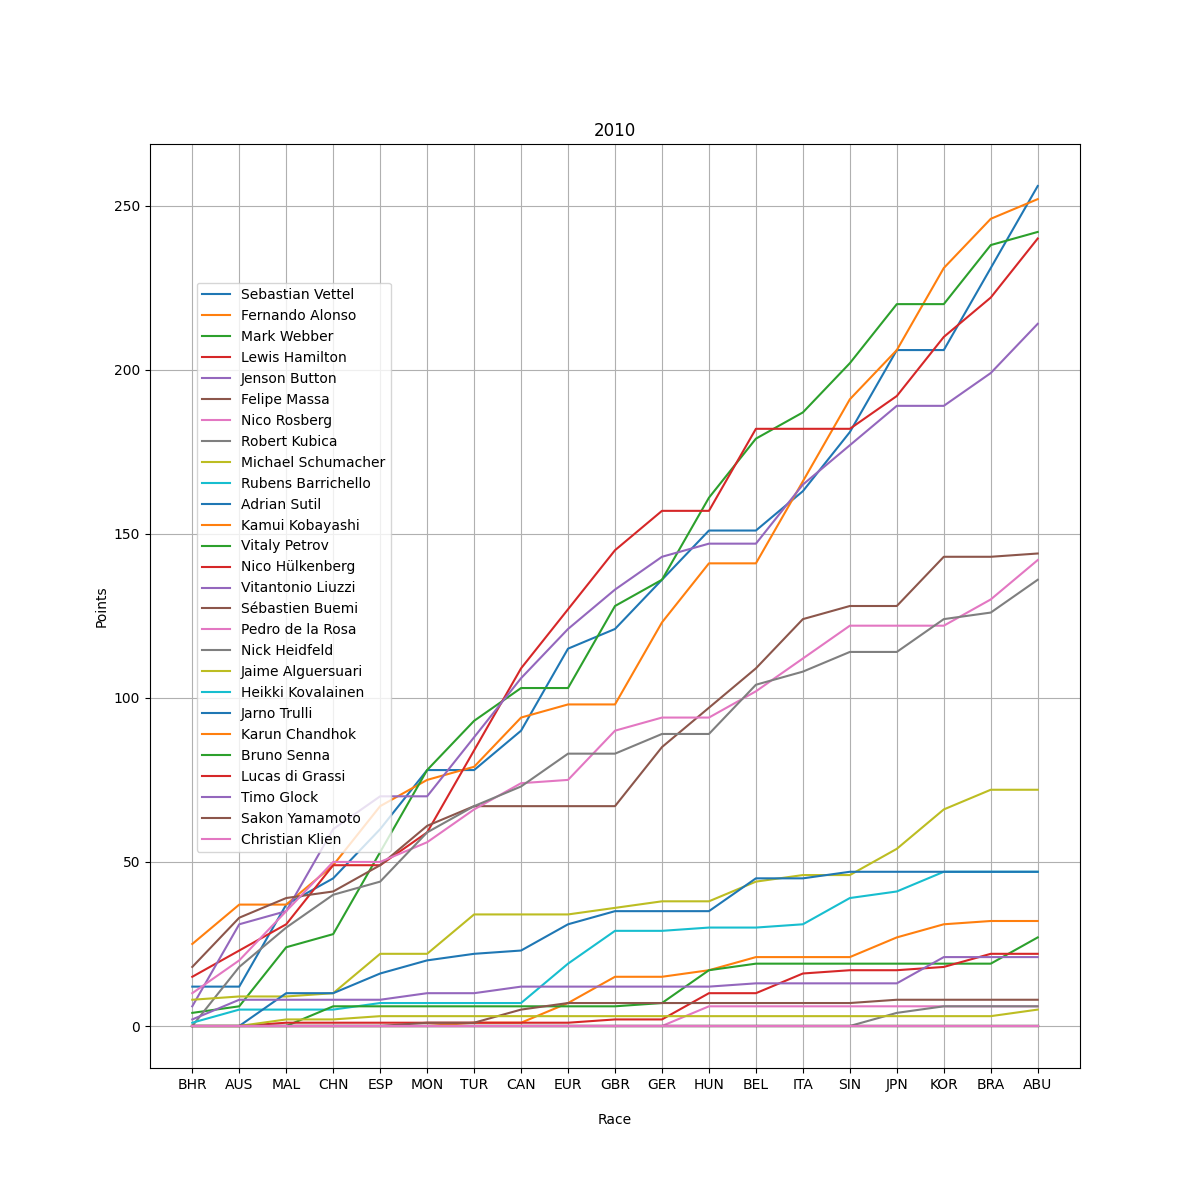 2010
250
200
150
100
50
0
Points
Sebastian Vettel
Fernando Alonso
Mark Webber
Lewis Hamilton
Jenson Button
Felipe Massa
Nico Rosberg
Robert Kubica
Michael Schumacher
Rubens Barrichello
Adrian Sutil
Kamui Kobayashi
Vitaly Petrov
Nico Hülkenberg
Vitantonio Liuzzi
Sébastien Buemi
Pedro de la Rosa
Nick Heidfeld
Jaime Alguersuari
Heikki Kovalainen
Jarno Trulli
Karun Chandhok
Bruno Senna
Lucas di Grassi
Timo Glock
Sakon Yamamoto
Christian Klien
BHR AUS MAL CHN ESP MON TUR CAN EUR GBR GER HUN BEL ITA SIN JPN KOR BRA ABU
Race